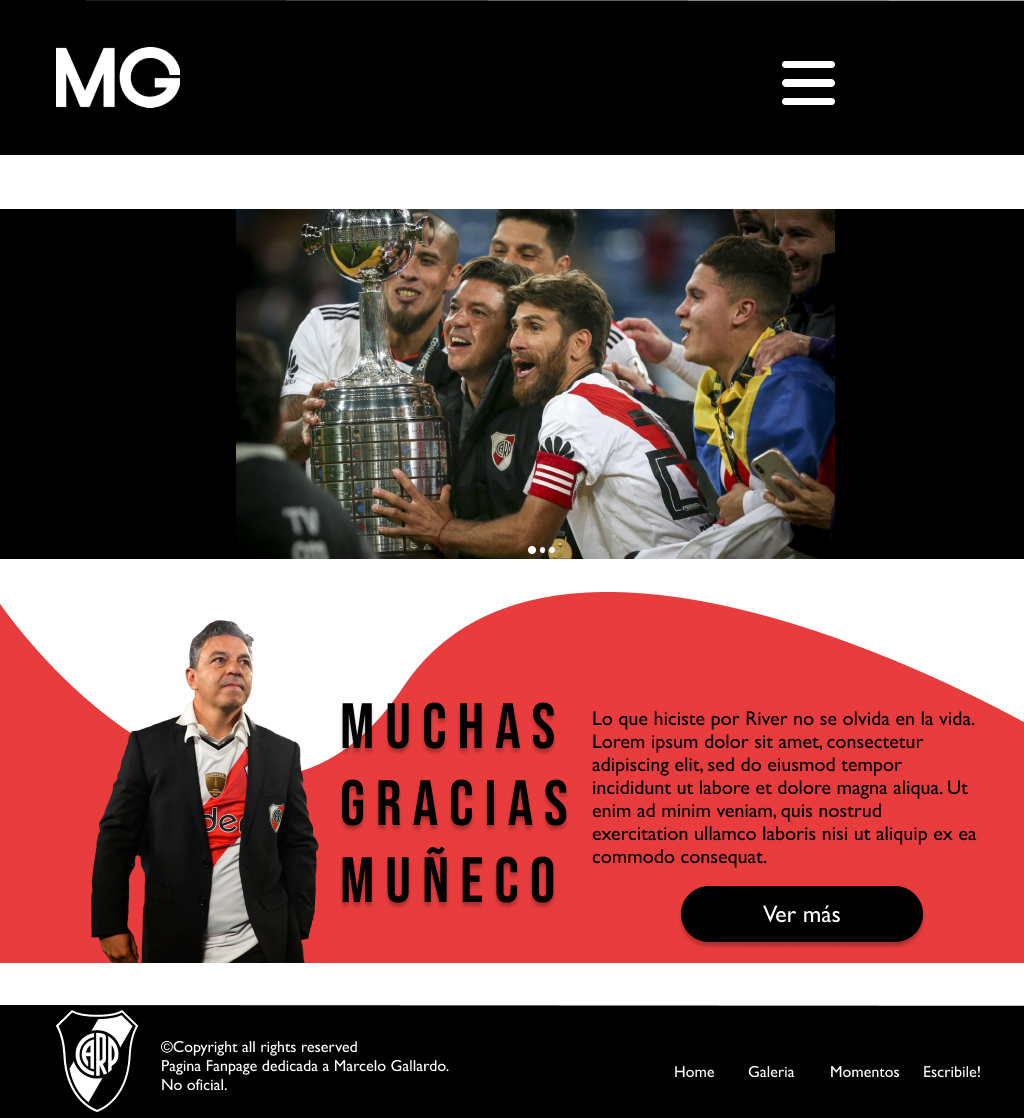 MG
TV
MUCHAS
GRACIAS
MUÑECO
Lo que hiciste por River no se olvida en la vida.
Lorem ipsum dolor sit amet, consectetur
adipiscing elit, sed do eiusmod tempor
incididunt ut labore et dolore magna aliqua. Ut
enim ad minim veniam, quis nostrud
exercitation ullamco laboris nisi ut aliquip ex ea
commodo consequat.
Ver más
CARP
©Copyright all rights reserved
Pagina Fanpage dedicada a Marcelo Gallardo.
No oficial.
Home Galeria Momentos Escribile!